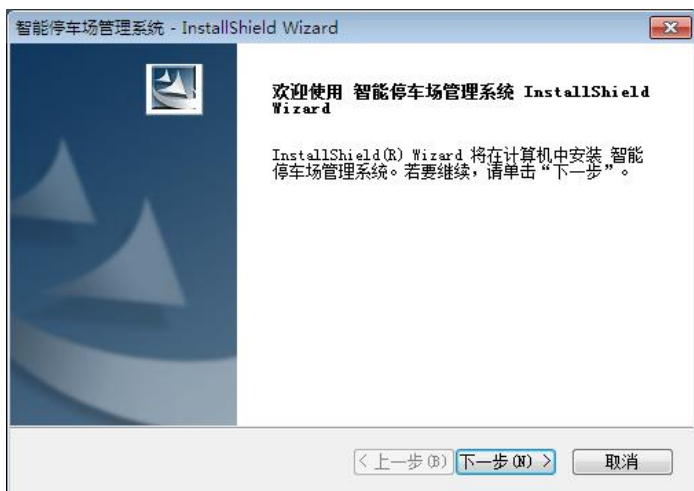 智能停车场管理系统 - InstallShield Wizard
欢迎使用 智能停车场管理系统 InstallShield
Wizard
InstallShield(R) Wizard 将在计算机中安装 智能
停车场管理系统。若要继续，请单击“下一步”。
< 上一步(B) 下一步(N) > 取消